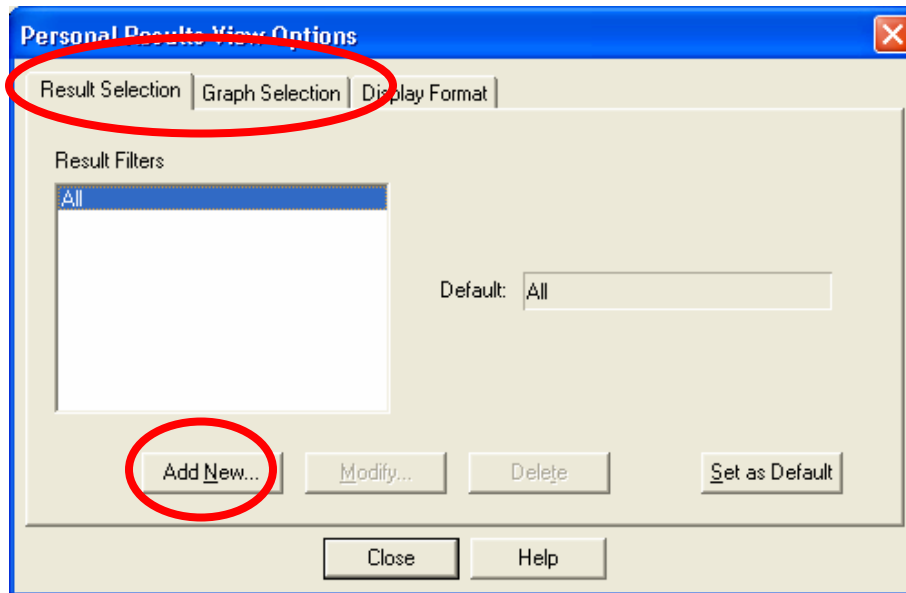 Personal Results View Options
Result Selection Graph Selection Display Format
Result Filters
All
Default: All
Add New... Modify... Delete Set as Default
Close Help